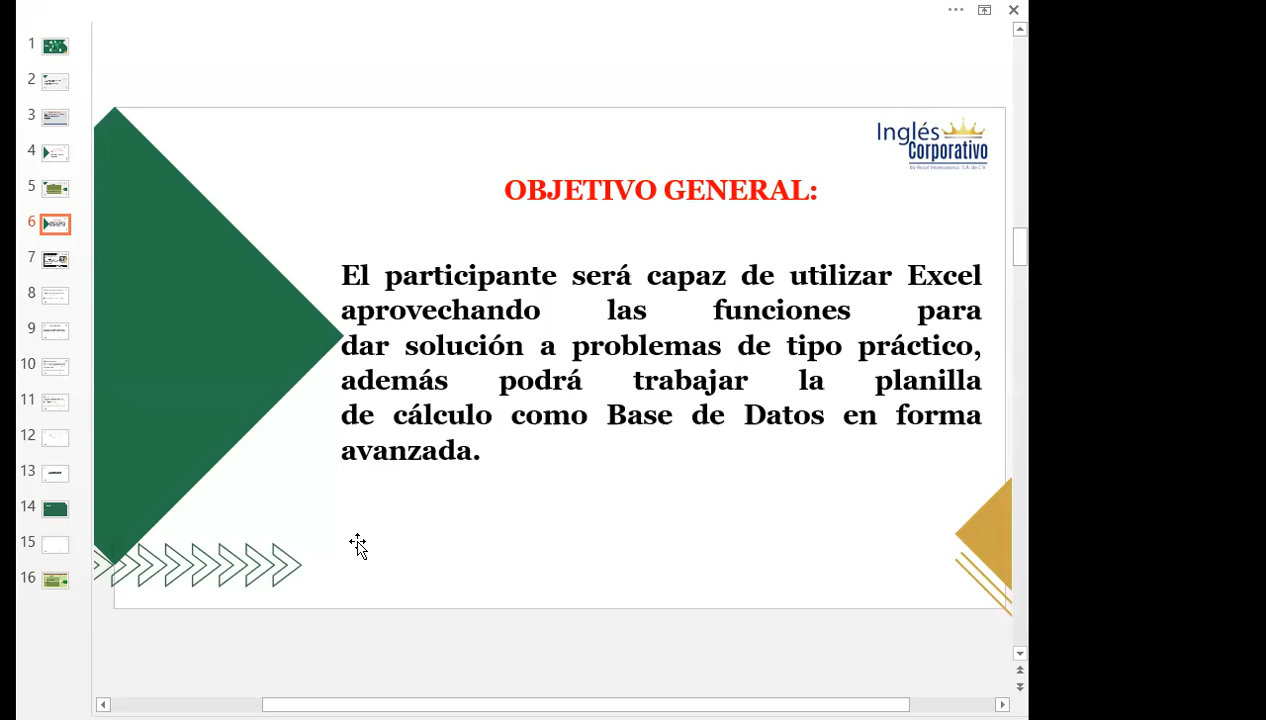 1
2
3
4
5
6
7
8
9
10
11
12
13
14
15
16
Inglés
Corporativo
OBJETIVO GENERAL:
El participante será capaz de utilizar Excel
aprovechando las funciones para
dar solución a problemas de tipo práctico,
además podrá trabajar la planilla
de cálculo como Base de Datos en forma
avanzada.